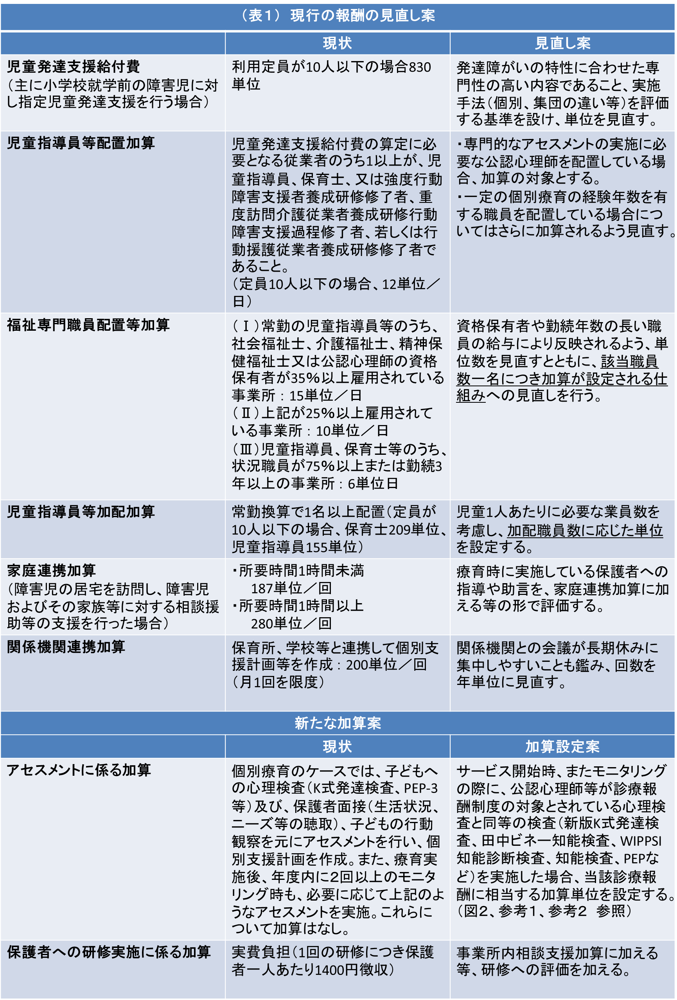 （表１） 現行の報酬の見直し案
現状
見直し案
児童発達支援給付費
（主に小学校就学前の障害児に対
し指定児童発達支援を行う場合）
利用定員が10人以下の場合830
単位
発達障がいの特性に合わせた専
門性の高い内容であること、実施
手法（個別、集団の違い等）を評価
する基準を設け、単位を見直す。
児童指導員等配置加算
児童発達支援給付費の算定に必
要となる従業者のうち1以上が、児
童指導員、保育士、又は強度行動
障害支援者養成研修修了者、重
度訪問介護従業者養成研修行動
障害支援過程修了者、若しくは行
動援護従業者養成研修修了者で
あること。
（定員10人以下の場合、12単位／
日）
・専門的なアセスメントの実施に必
要な公認心理師を配置している場
合、加算の対象とする。
・一定の個別療育の経験年数を有
する職員を配置している場合につ
いてはさらに加算されるよう見直す。
福祉専門職員配置等加算
（Ⅰ）常勤の児童指導員等のうち、
社会福祉士、介護福祉士、精神保
健福祉士又は公認心理師の資格
保有者が35％以上雇用されている
事業所：15単位／日
（Ⅱ）上記が25％以上雇用されて
いる事業所：10単位／日
（Ⅲ）児童指導員、保育士等のうち、
状況職員が75％以上または勤続3
年以上の事業所：6単位日
資格保有者や勤続年数の長い職
員の給与により反映されるよう、単
位数を見直すとともに、該当職員
数一名につき加算が設定される仕
組みへの見直しを行う。
児童指導員等加配加算
常勤換算で1名以上配置（定員が
10人以下の場合、保育士209単位、
児童指導員155単位）
児童1人あたりに必要な業員数を
考慮し、加配職員数に応じた単位
を設定する。
家庭連携加算
（障害児の居宅を訪問し、障害児
およびその家族等に対する相談援
助等の支援を行った場合）
・所要時間1時間未満
187単位／回
・所要時間1時間以上
280単位／回
療育時に実施している保護者への
指導や助言を、家庭連携加算に加
える等の形で評価する。
関係機関連携加算
保育所、学校等と連携して個別支
援計画等を作成：200単位／回
（月1回を限度）
関係機関との会議が長期休みに
集中しやすいことも鑑み、回数を
年単位に見直す。
新たな加算案
現状
加算設定案
アセスメントに係る加算
個別療育のケースでは、子どもへ
の心理検査（K式発達検査、PEP-3
等）及び、保護者面接（生活状況、
ニーズ等の聴取）、子どもの行動
観察を元にアセスメントを行い、個
別支援計画を作成。また、療育実
施後、年度内に２回以上のモニタ
リング時も、必要に応じて上記のよ
うなアセスメントを実施。これらに
ついて加算はなし。
サービス開始時、またモニタリング
の際に、公認心理師等が診療報
酬制度の対象とされている心理検
査と同等の検査（新版K式発達検
査、田中ビネー知能検査、WIPPSI
知能診断検査、知能検査、PEPな
ど）を実施した場合、当該診療報
酬に相当する加算単位を設定する。
（図２、参考１、参考２　参照）
保護者への研修実施に係る加算
実費負担（1回の研修につき保護
者一人あたり1400円徴収）
事業所内相談支援加算に加える
等、研修への評価を加える。